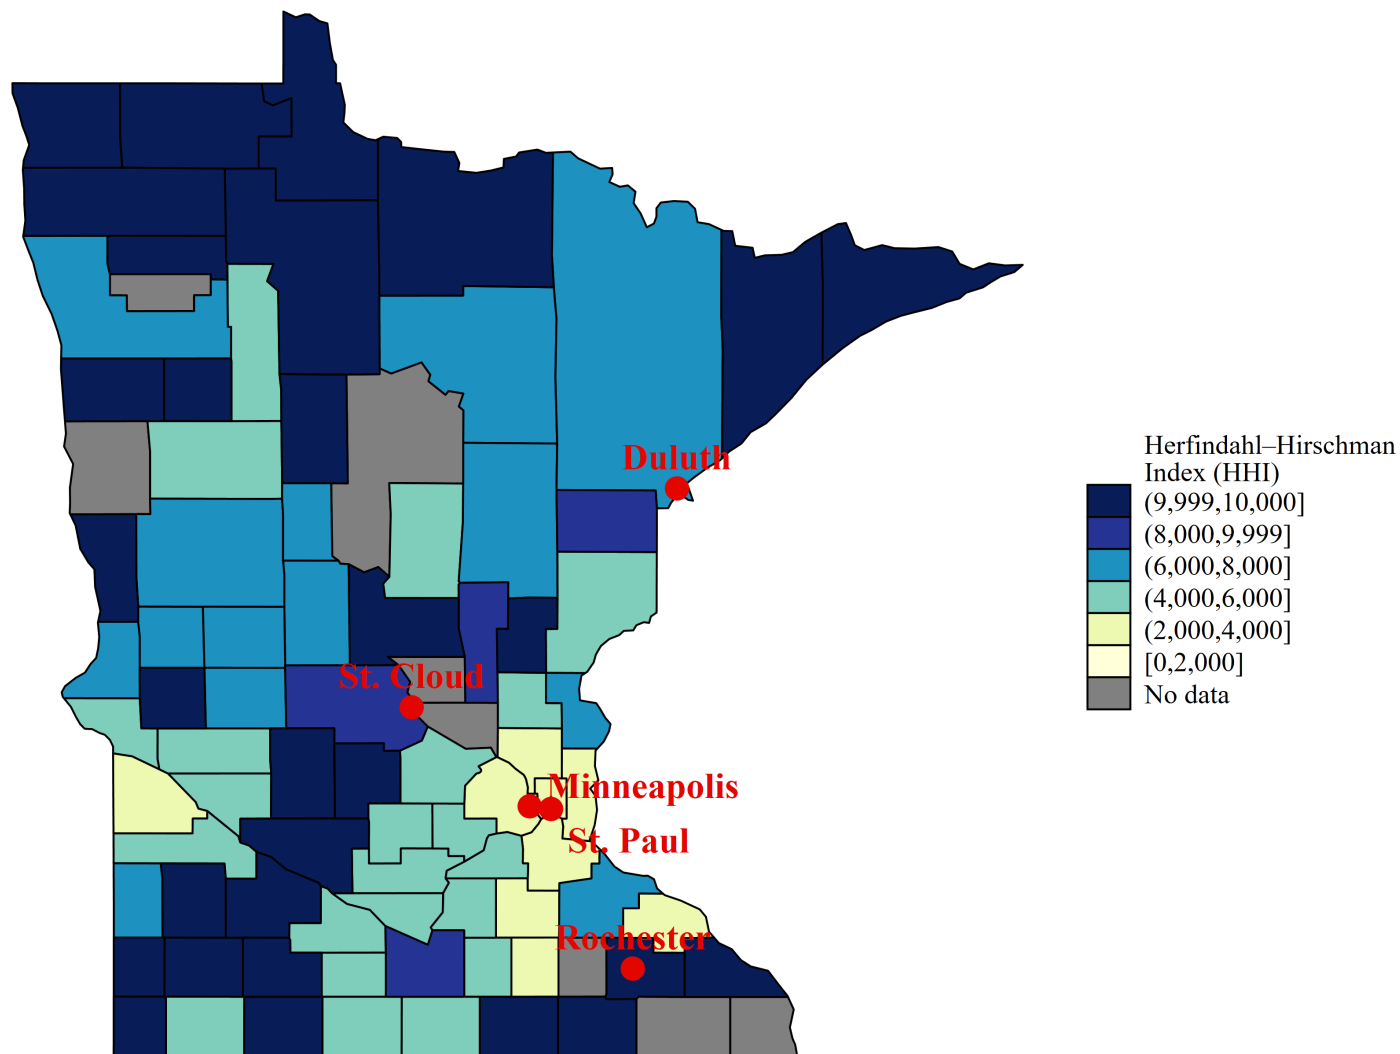 Duluth
St. Cloud
Minneapolis
St. Paul
Rochester
Herfindahl–Hirschman
Index (HHI)
(9,999,10,000]
(8,000,9,999]
(6,000,8,000]
(4,000,6,000]
(2,000,4,000]
[0,2,000]
No data